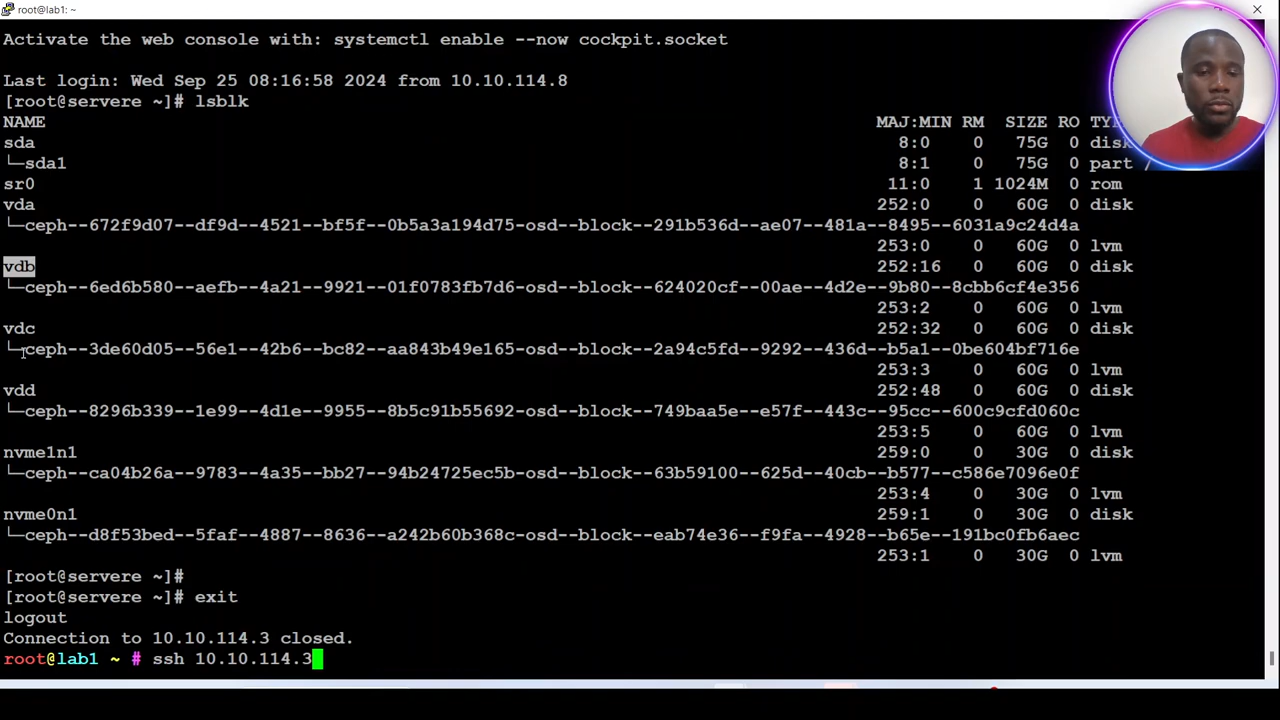 root@lab1: ~
Activate the web console with: systemctl enable --now cockpit.socket
Last login: Wed Sep 25 08:16:58 2024 from 10.10.114.8
[root@servere ~]# lsblk
NAME MAJ:MIN RM SIZE RO TYP
sda 8:0 0 75G 0 disk
└─sda1 8:1 0 75G 0 part /
sr0 11:0 1 1024M 0 rom
vda 252:0 0 60G 0 disk
└─ceph--672f9d07--df9d--4521--bf5f--0b5a3a194d75-osd--block--291b536d--ae07--481a--8495--6031a9c24d4a
253:0 0 60G 0 lvm
vdb 252:16 0 60G 0 disk
└─ceph--6ed6b580--aefb--4a21--9921--01f0783fb7d6-osd--block--624020cf--00ae--4d2e--9b80--8cbb6cf4e356
253:2 0 60G 0 lvm
vdc 252:32 0 60G 0 disk
└─ceph--3de60d05--56e1--42b6--bc82--aa843b49e165-osd--block--2a94c5fd--9292--436d--b5a1--0be604bf716e
253:3 0 60G 0 lvm
vdd 252:48 0 60G 0 disk
└─ceph--8296b339--1e99--4d1e--9955--8b5c91b55692-osd--block--749baa5e--e57f--443c--95cc--600c9cfd060c
253:5 0 60G 0 lvm
nvme1n1 259:0 0 30G 0 disk
└─ceph--ca04b26a--9783--4a35--bb27--94b24725ec5b-osd--block--63b59100--625d--40cb--b577--c586e7096e0f
253:4 0 30G 0 lvm
nvme0n1 259:1 0 30G 0 disk
└─ceph--d8f53bed--5faf--4887--8636--a242b60b368c-osd--block--eab74e36--f9fa--4928--b65e--191bc0fb6aec
253:1 0 30G 0 lvm
[root@servere ~]#
[root@servere ~]# exit
logout
Connection to 10.10.114.3 closed.
root@lab1 ~ # ssh 10.10.114.3